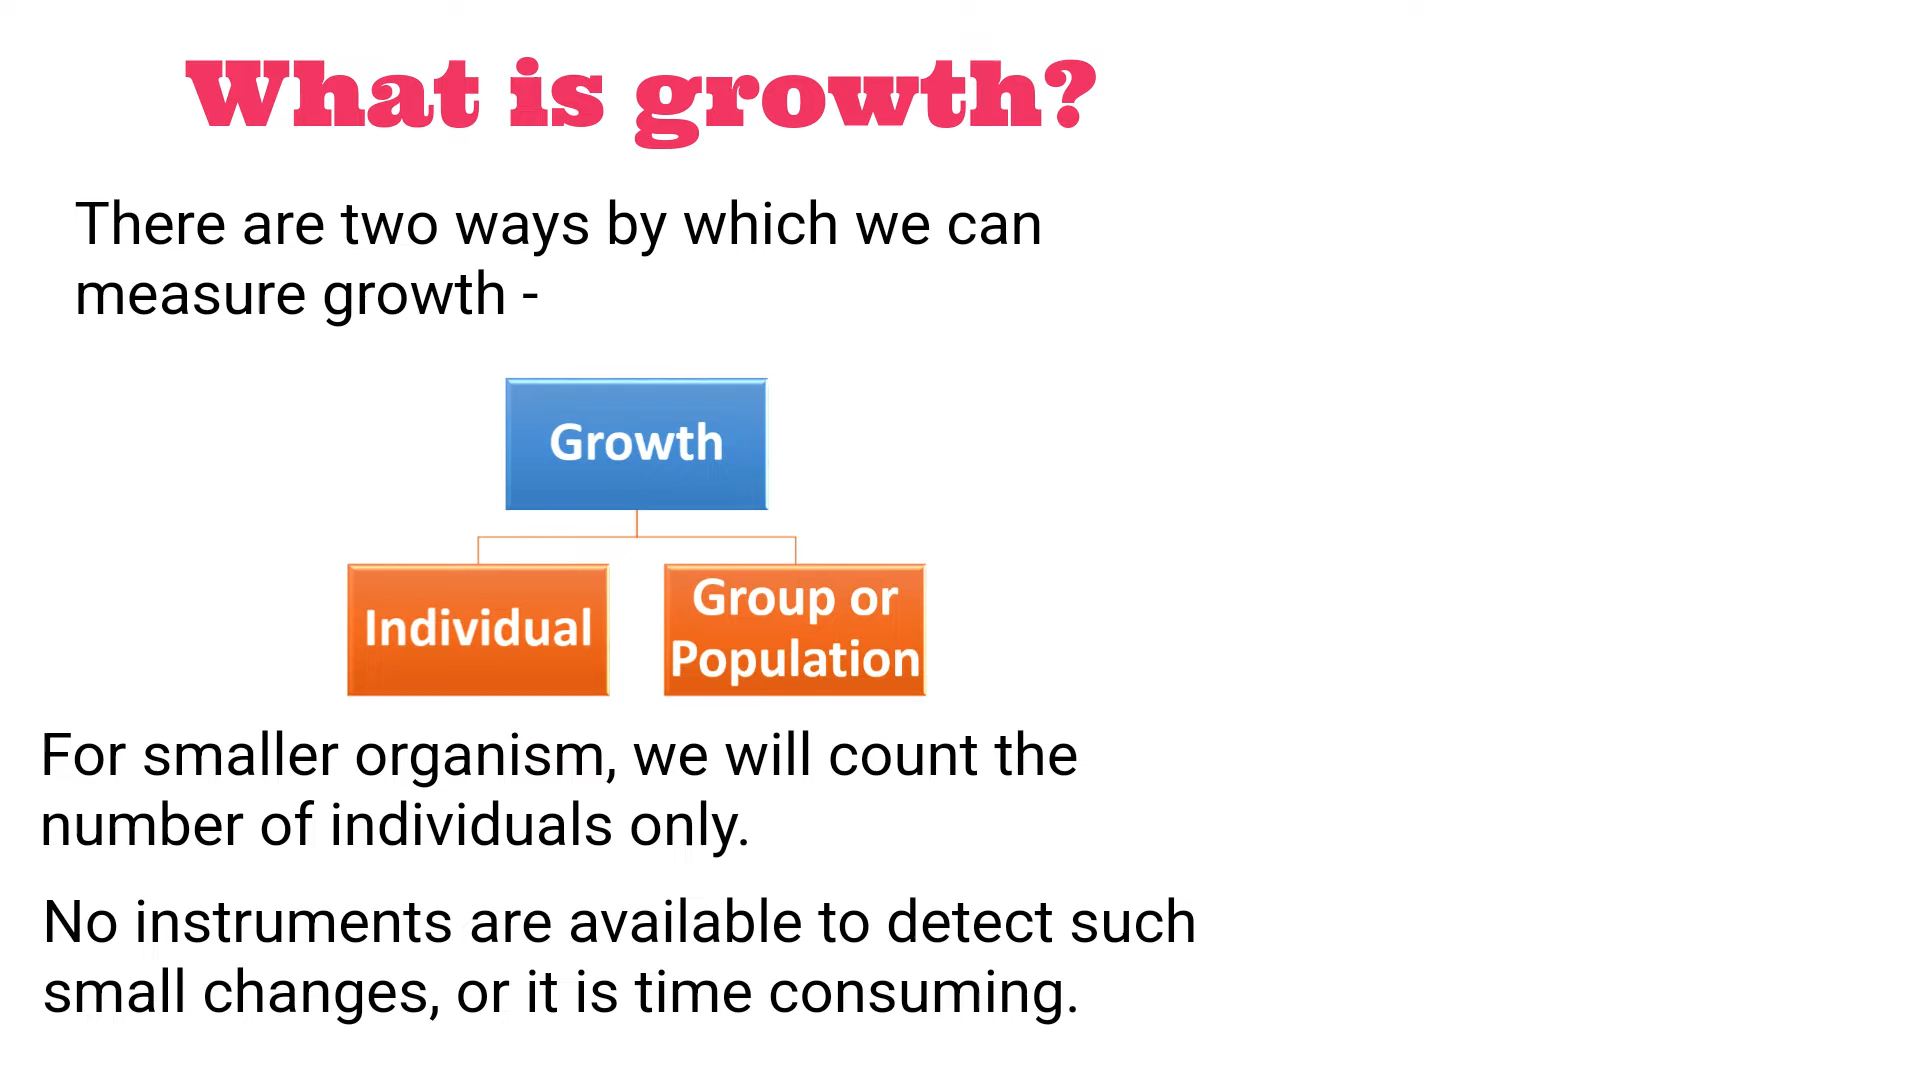 What is growth?
There are two ways by which we can
measure growth -
Growth
Individual
Group or
Population
For smaller organism, we will count the
number of individuals only.
No instruments are available to detect such
small changes, or it is time consuming.